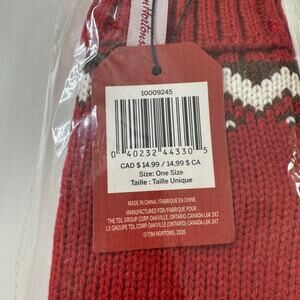 Tim Hortons
10009245
0 40232 44330 5
CAD $ 14.99 / 14.99 $ CA
Size: One Size
Taille : Taille Unique
MADE IN CHINA / FABRIQUÉ EN CHINE
MANUFACTURED FOR/FABRIQUÉ POUR:
THE TDL GROUP CORP. OAKVILLE, (ONTARIO), CANADA L6K 3X7
LE GROUPE TDL CORP. OAKVILLE (ONTARIO) CANADA L6K 3X7
©TIM HORTONS, 2016